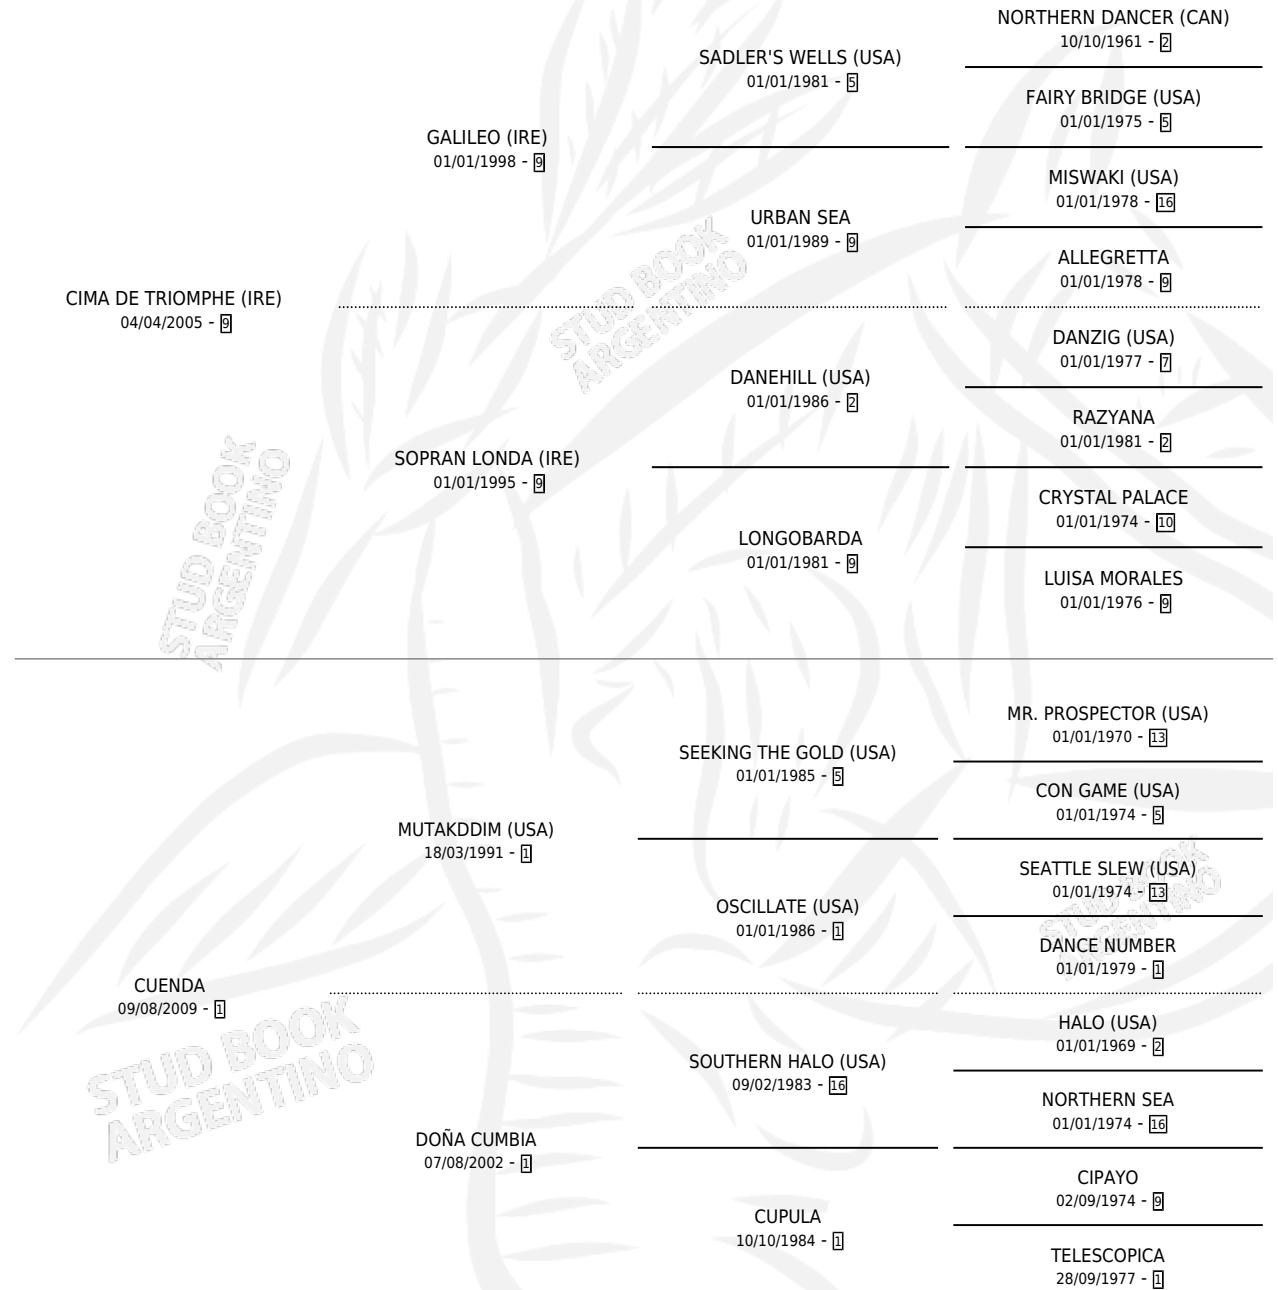 NORTHERN DANCER (CAN)
10/10/1961 - 2
SADLER'S WELLS (USA)
01/01/1981 - 5
FAIRY BRIDGE (USA)
01/01/1975 - 5
GALILEO (IRE)
01/01/1998 - 9
MISWAKI (USA)
01/01/1978 - 16
URBAN SEA
01/01/1989 - 9
ALLEGRETTA
01/01/1978 - 9
CIMA DE TRIOMPHE (IRE)
04/04/2005 - 9
DANZIG (USA)
01/01/1977 - 7
DANEHILL (USA)
01/01/1986 - 2
RAZYANA
01/01/1981 - 2
SOPRAN LONDA (IRE)
01/01/1995 - 9
CRYSTAL PALACE
01/01/1974 - 10
LONGOBARDA
01/01/1981 - 9
LUISA MORALES
01/01/1976 - 9
MR. PROSPECTOR (USA)
01/01/1970 - 13
SEEKING THE GOLD (USA)
01/01/1985 - 5
CON GAME (USA)
01/01/1974 - 5
MUTAKDDIM (USA)
18/03/1991 - 1
SEATTLE SLEW (USA)
01/01/1974 - 13
OSCILLATE (USA)
01/01/1986 - 1
DANCE NUMBER
01/01/1979 - 1
CUENDA
09/08/2009 - 1
HALO (USA)
01/01/1969 - 2
SOUTHERN HALO (USA)
09/02/1983 - 16
NORTHERN SEA
01/01/1974 - 16
DOÑA CUMBIA
07/08/2002 - 1
CIPAYO
02/09/1974 - 9
CUPULA
10/10/1984 - 1
TELESCOPICA
28/09/1977 - 1
STUD BOOK
ARGENTINO
STUD BOOK
ARGENTINO
STUD BOOK
ARGENTINO
STUD BOOK
ARGENTINO